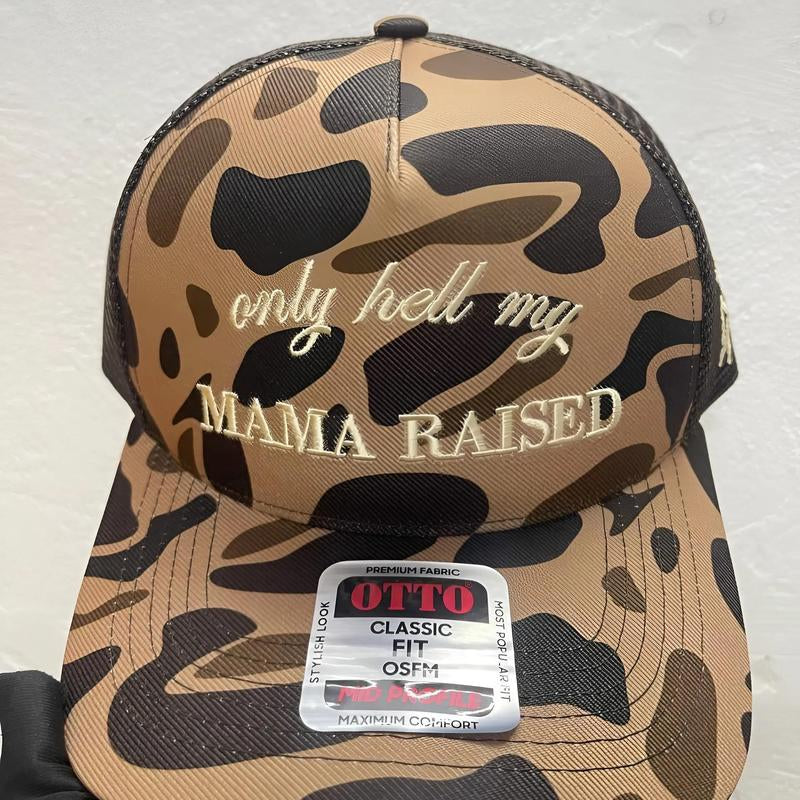 only hell my
MAMA RAISED
PREMIUM FABRIC
OTTO
CLASSIC
FIT
OSFM
MID PROFILE
MAXIMUM COMFORT
STYLISH LOOK
MOST POPULAR FIT